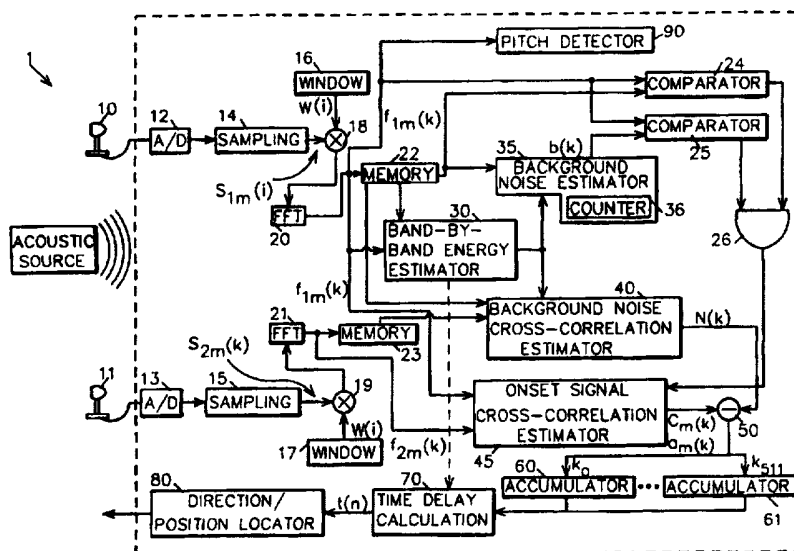 1
10
12
A/D
14
SAMPLING
16
WINDOW
W(i)
18
S1m(i)
FFT
20
f1m(k)
22
MEMORY
PITCH DETECTOR
90
24
COMPARATOR
COMPARATOR
25
b(k)
35
BACKGROUND
NOISE ESTIMATOR
COUNTER
36
26
ACOUSTIC
SOURCE
30
BAND-BY-
BAND ENERGY
ESTIMATOR
f1m(k)
40
BACKGROUND NOISE
CROSS-CORRELATION
ESTIMATOR
N(k)
21
FFT
MEMORY
23
S2m(k)
11
13
A/D
15
SAMPLING
19
W(i)
17
WINDOW
f2m(k)
ONSET SIGNAL
CROSS-CORRELATION
ESTIMATOR
45
Cm(k)
50
am(k)
60
k0
ACCUMULATOR
k511
ACCUMULATOR
61
70
TIME DELAY
CALCULATION
t(n)
80
DIRECTION/
POSITION LOCATOR